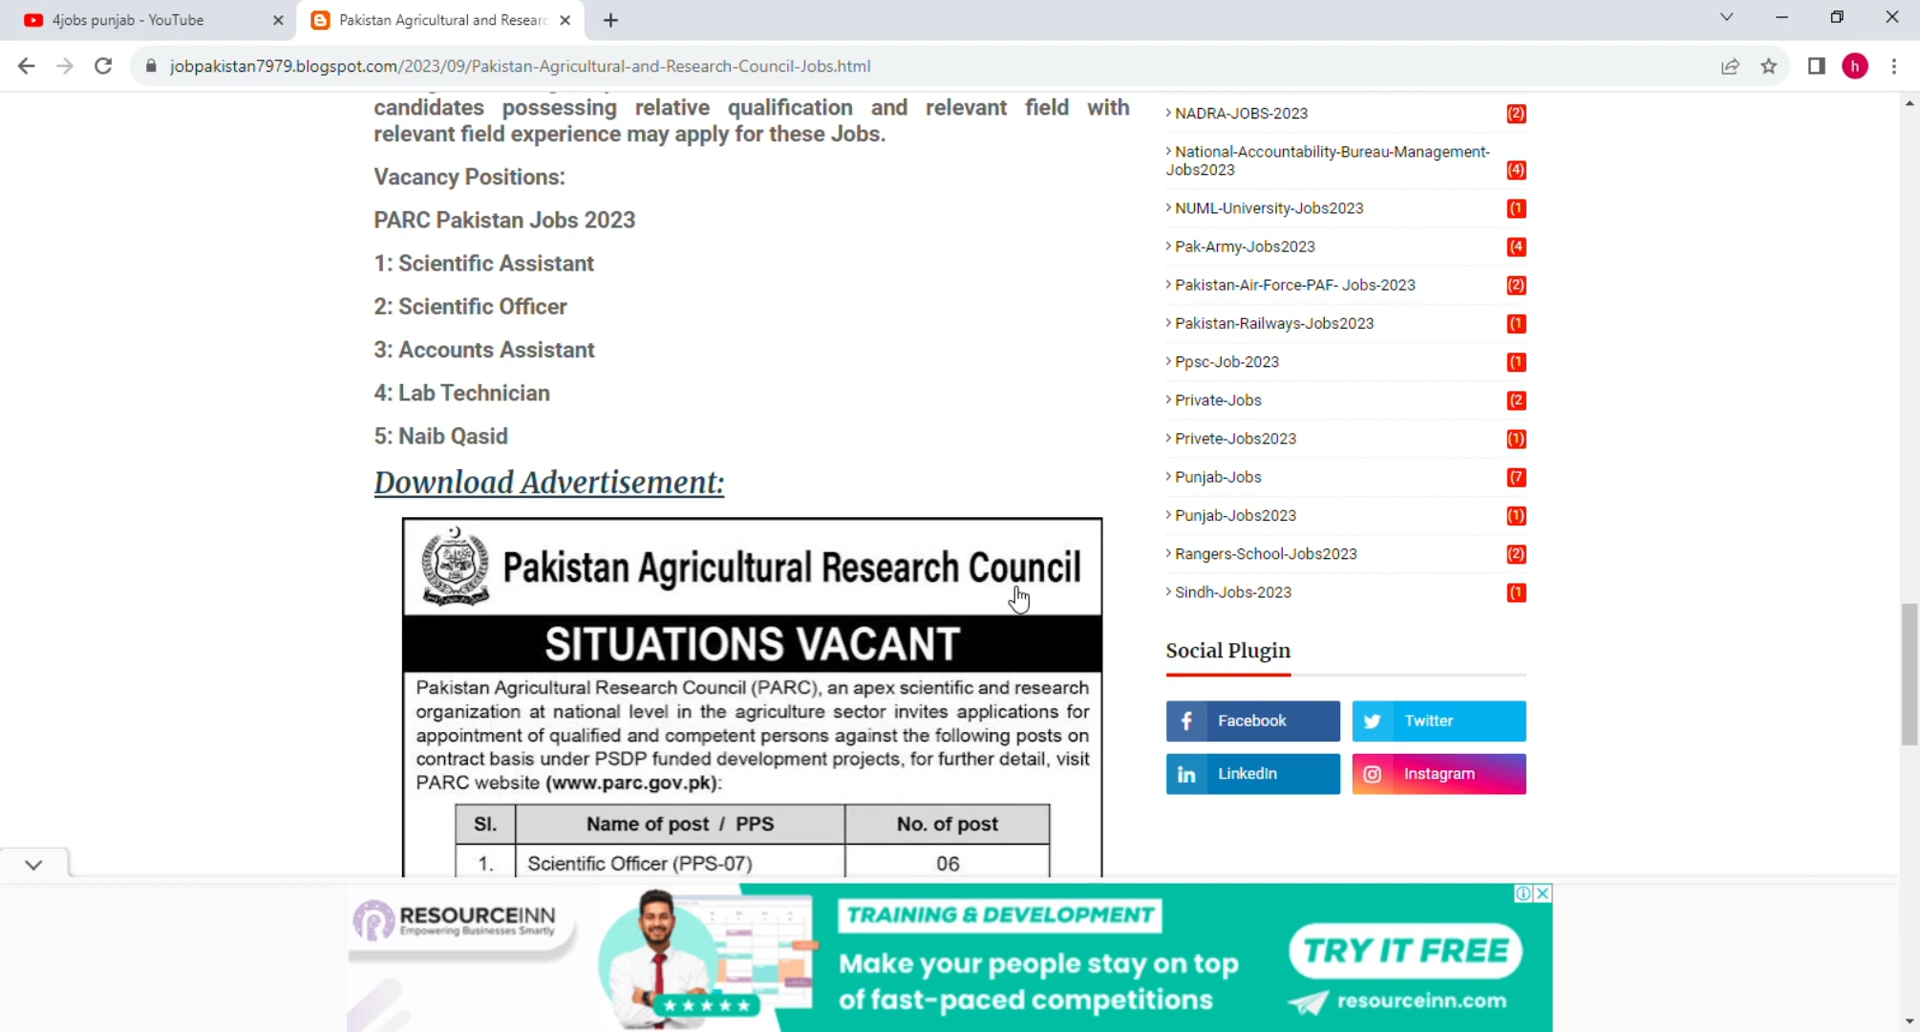 4jobs punjab - YouTube
Pakistan Agricultural and Researc
h
jobpakistan7979.blogspot.com/2023/09/Pakistan-Agricultural-and-Research-Council-Jobs.html
candidates possessing relative qualification and relevant field with
relevant field experience may apply for these Jobs.
Vacancy Positions:
PARC Pakistan Jobs 2023
1: Scientific Assistant
2: Scientific Officer
3: Accounts Assistant
4: Lab Technician
5: Naib Qasid
Download Advertisement:
Pakistan Agricultural Research Council
SITUATIONS VACANT
Pakistan Agricultural Research Council (PARC), an apex scientific and research
organization at national level in the agriculture sector invites applications for
appointment of qualified and competent persons against the following posts on
contract basis under PSDP funded development projects, for further detail, visit
PARC website (www.parc.gov.pk):
Sl. Name of post / PPS No. of post
1. Scientific Officer (PPS-07) 06
> NADRA-JOBS-2023 (2)
> National-Accountability-Bureau-Management-
Jobs2023 (4)
> NUML-University-Jobs2023 (1
> Pak-Army-Jobs2023 (4
> Pakistan-Air-Force-PAF- Jobs-2023 (2)
> Pakistan-Railways-Jobs2023 (1
> Ppsc-Job-2023 (1
> Private-Jobs (2
> Privete-Jobs2023 (1)
> Punjab-Jobs (7
> Punjab-Jobs2023 (1)
> Rangers-School-Jobs2023 (2)
> Sindh-Jobs-2023 (1
Social Plugin
Facebook
Twitter
LinkedIn
Instagram
RESOURCEINN
Empowering Businesses Smartly
TRAINING & DEVELOPMENT
Make your people stay on top
of fast-paced competitions
TRY IT FREE
resourceinn.com